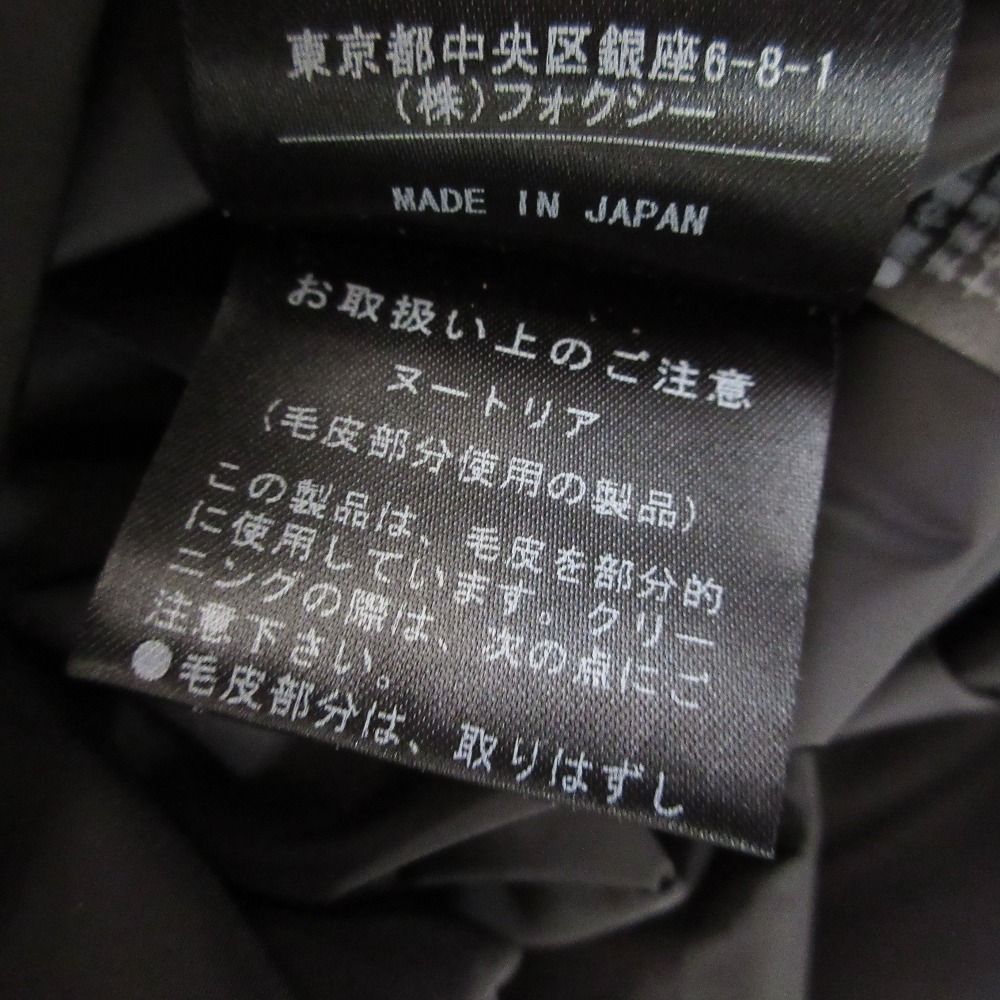 東京都中央区銀座6-8-1
(株)フォクシー
MADE IN JAPAN
お取扱い上のご注意
ヌートリア
(毛皮部分使用の製品)
この製品は、毛皮を部分的
に使用しています。クリー
ニングの際は、次の点にご
注意下さい。
●毛皮部分は、取りはずし